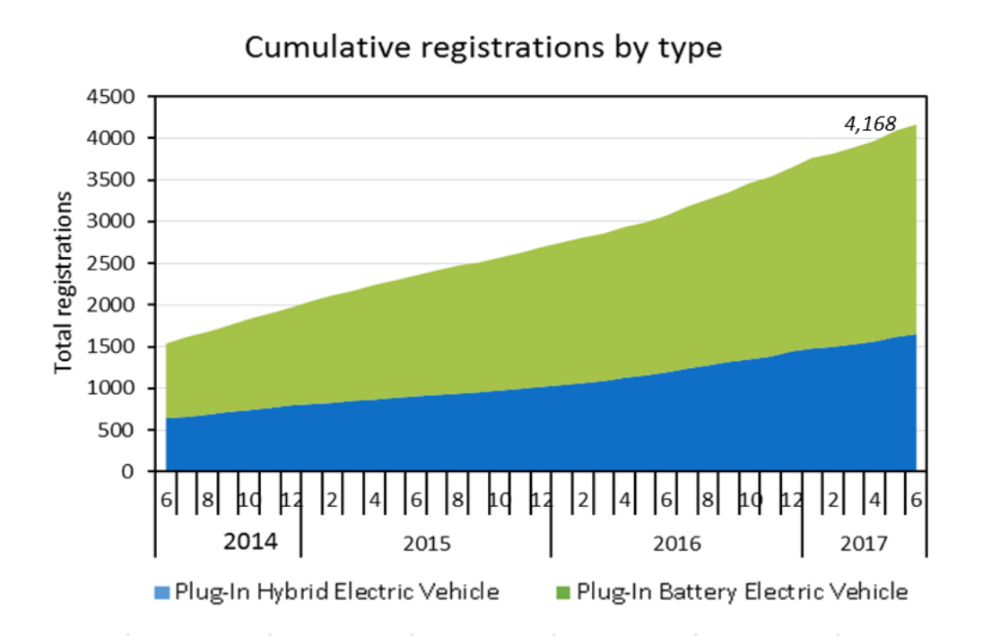 Cumulative registrations by type
4500
4000
3500
3000
2500
2000
1500
1000
500
0
Total registrations
4,168
6 8 10 12 2 4 6 8 10 12 2 4 6 8 10 12 2 4 6
2014 2015 2016 2017
Plug-In Hybrid Electric Vehicle Plug-In Battery Electric Vehicle